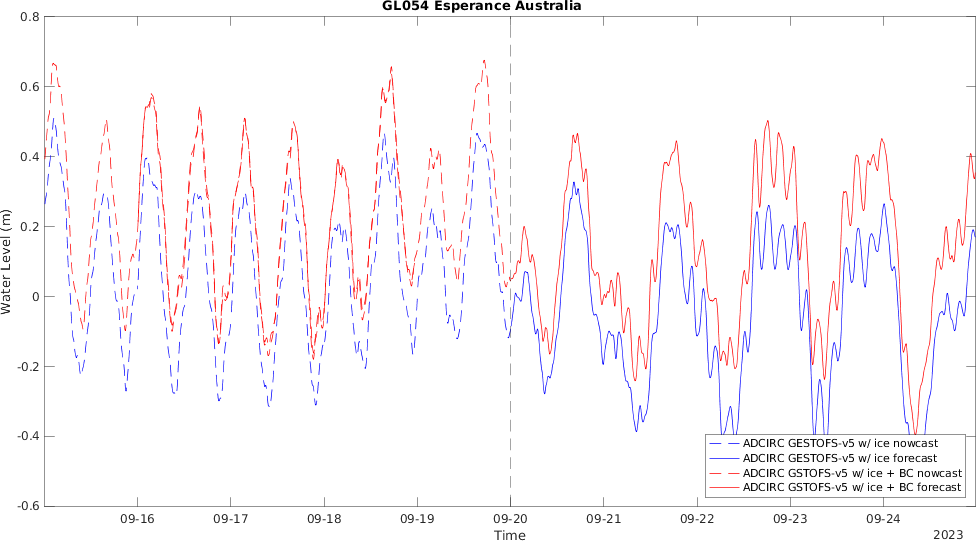 GL054 Esperance Australia
0.8
0.6
0.4
0.2
0
-0.2
-0.4
-0.6
Water Level (m)
ADCIRC GESTOFS-v5 w/ ice nowcast
ADCIRC GESTOFS-v5 w/ ice forecast
ADCIRC GSTOFS-v5 w/ ice + BC nowcast
ADCIRC GSTOFS-v5 w/ ice + BC forecast
09-16 09-17 09-18 09-19 09-20 09-21 09-22 09-23 09-24
Time
2023